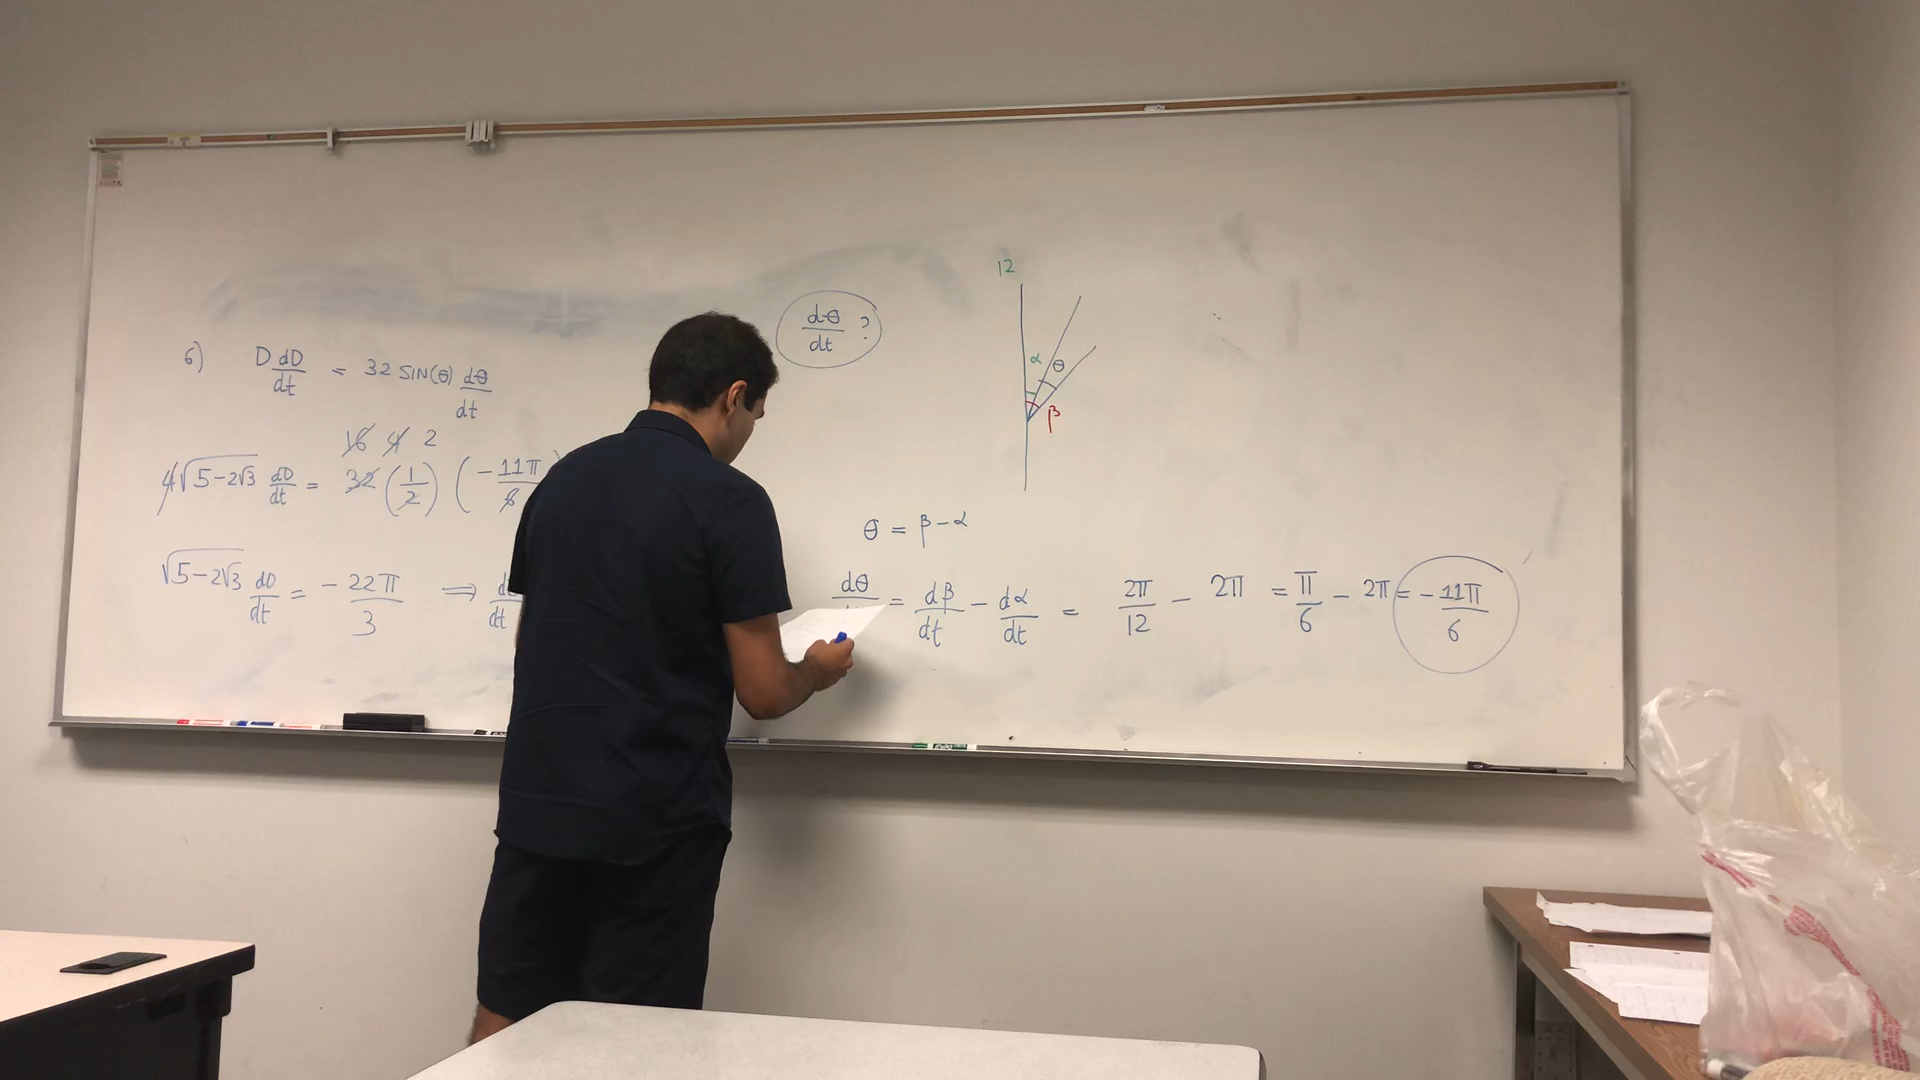 6) D dD/dt = 32 SIN(θ) dθ/dt
16 4 2
4√5-2√3 dD/dt = 32 (1/2) (-11π/6
√5-2√3 dD/dt = -22π/3 ⟹
dθ/dt ?
12
α θ
β
θ = β - α
dθ = dβ/dt - dα/dt = 2π/12 - 2π = π/6 - 2π = -11π/6
EXPO